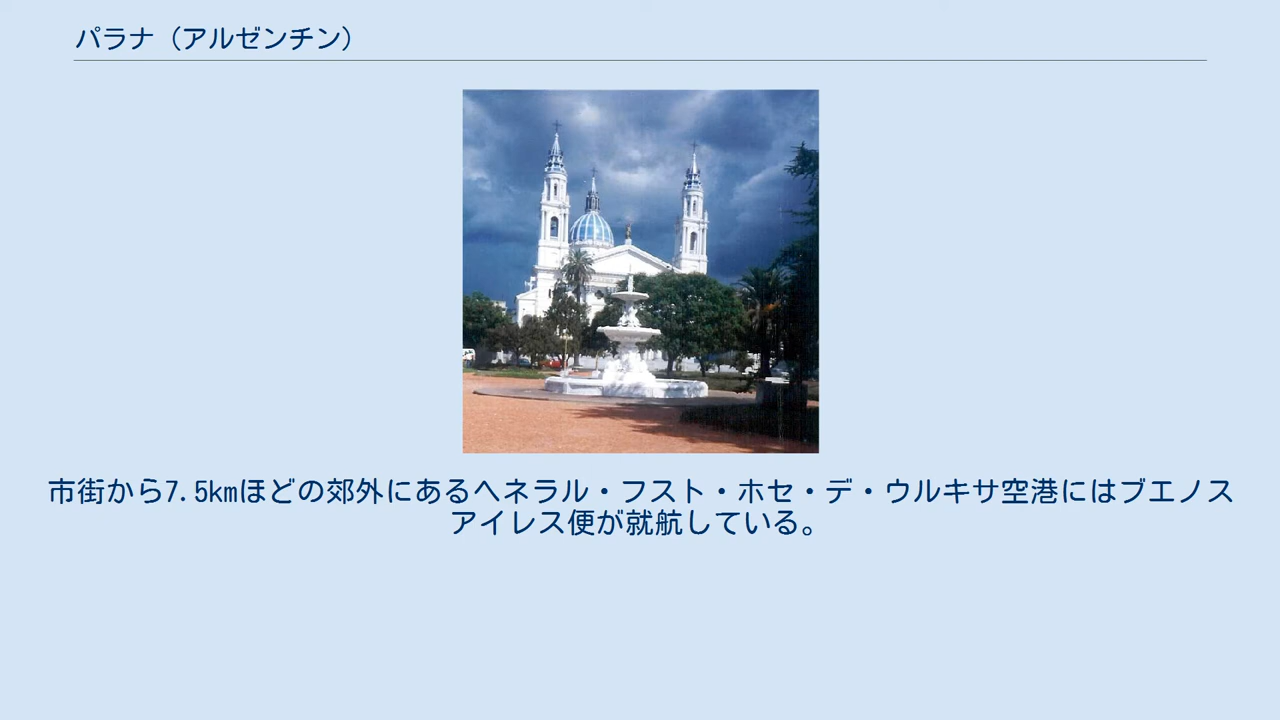 パラナ（アルゼンチン）
市街から7.5kmほどの郊外にあるヘネラル・フスト・ホセ・デ・ウルキサ空港にはブエノス
アイレス便が就航している。